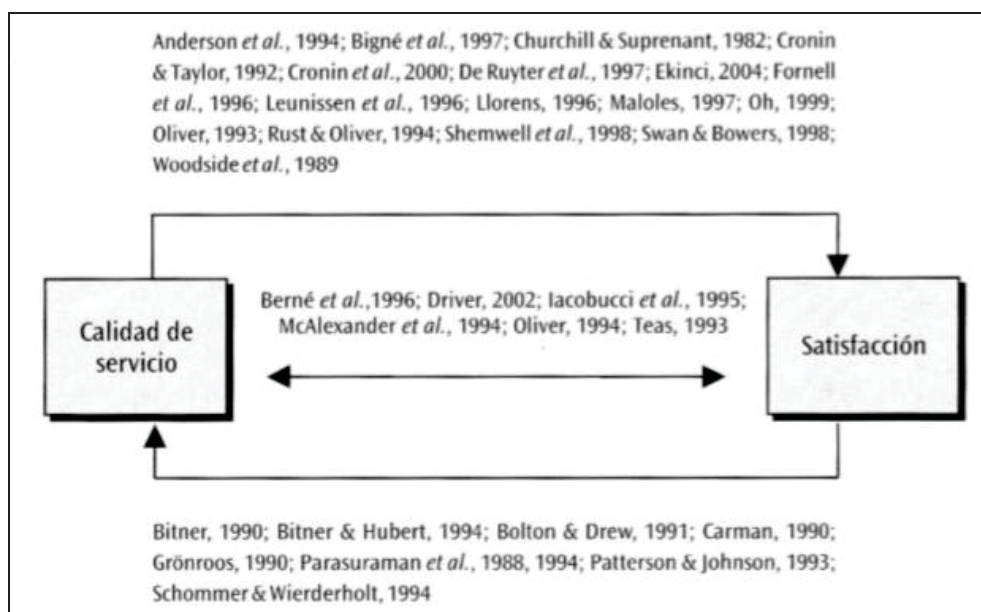 Anderson et al., 1994; Bigné et al., 1997; Churchill & Suprenant, 1982; Cronin
& Taylor, 1992; Cronin et al., 2000; De Ruyter et al., 1997; Ekinci, 2004; Fornell
et al., 1996; Leunissen et al., 1996; Llorens, 1996; Maloles, 1997; Oh, 1999;
Oliver, 1993; Rust & Oliver, 1994; Shemwell et al., 1998; Swan & Bowers, 1998;
Woodside et al., 1989
Calidad de
servicio
Berné et al.,1996; Driver, 2002; Iacobucci et al., 1995;
McAlexander et al., 1994; Oliver, 1994; Teas, 1993
Satisfacción
Bitner, 1990; Bitner & Hubert, 1994; Bolton & Drew, 1991; Carman, 1990;
Grönroos, 1990; Parasuraman et al., 1988, 1994; Patterson & Johnson, 1993;
Schommer & Wierderholt, 1994